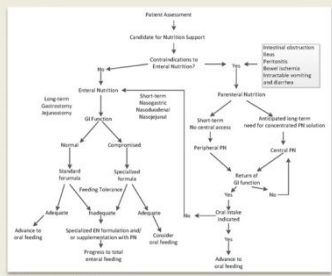 Patient Assessment
Candidate for Nutrition Support
Contraindications to
Enteral Nutrition?
Intestinal obstruction
Ileus
Peritonitis
Bowel ischemia
Intractable vomiting
and diarrhea
No
Yes
Enteral Nutrition
Parenteral Nutrition
Long-term
Gastrostomy
Jejunostomy
Short-term
Nasogastric
Nasoduodenal
Nasojejunal
GI Function
Short-term
No central access
Anticipated long-term
need for concentrated PN solution
Normal
Compromised
Peripheral PN
Central PN
Standard
forumula
Specialized
formula
Return of
GI function
Feeding Tolerance
Yes
No
Adequate
Inadequate
Adequate
No
Oral Intake
indicated
Advance to
oral feeding
Specialized EN formulation and/
or supplementation with PN
Consider
oral feeding
Yes
Progress to total
enteral feeding
Advance to
oral feeding